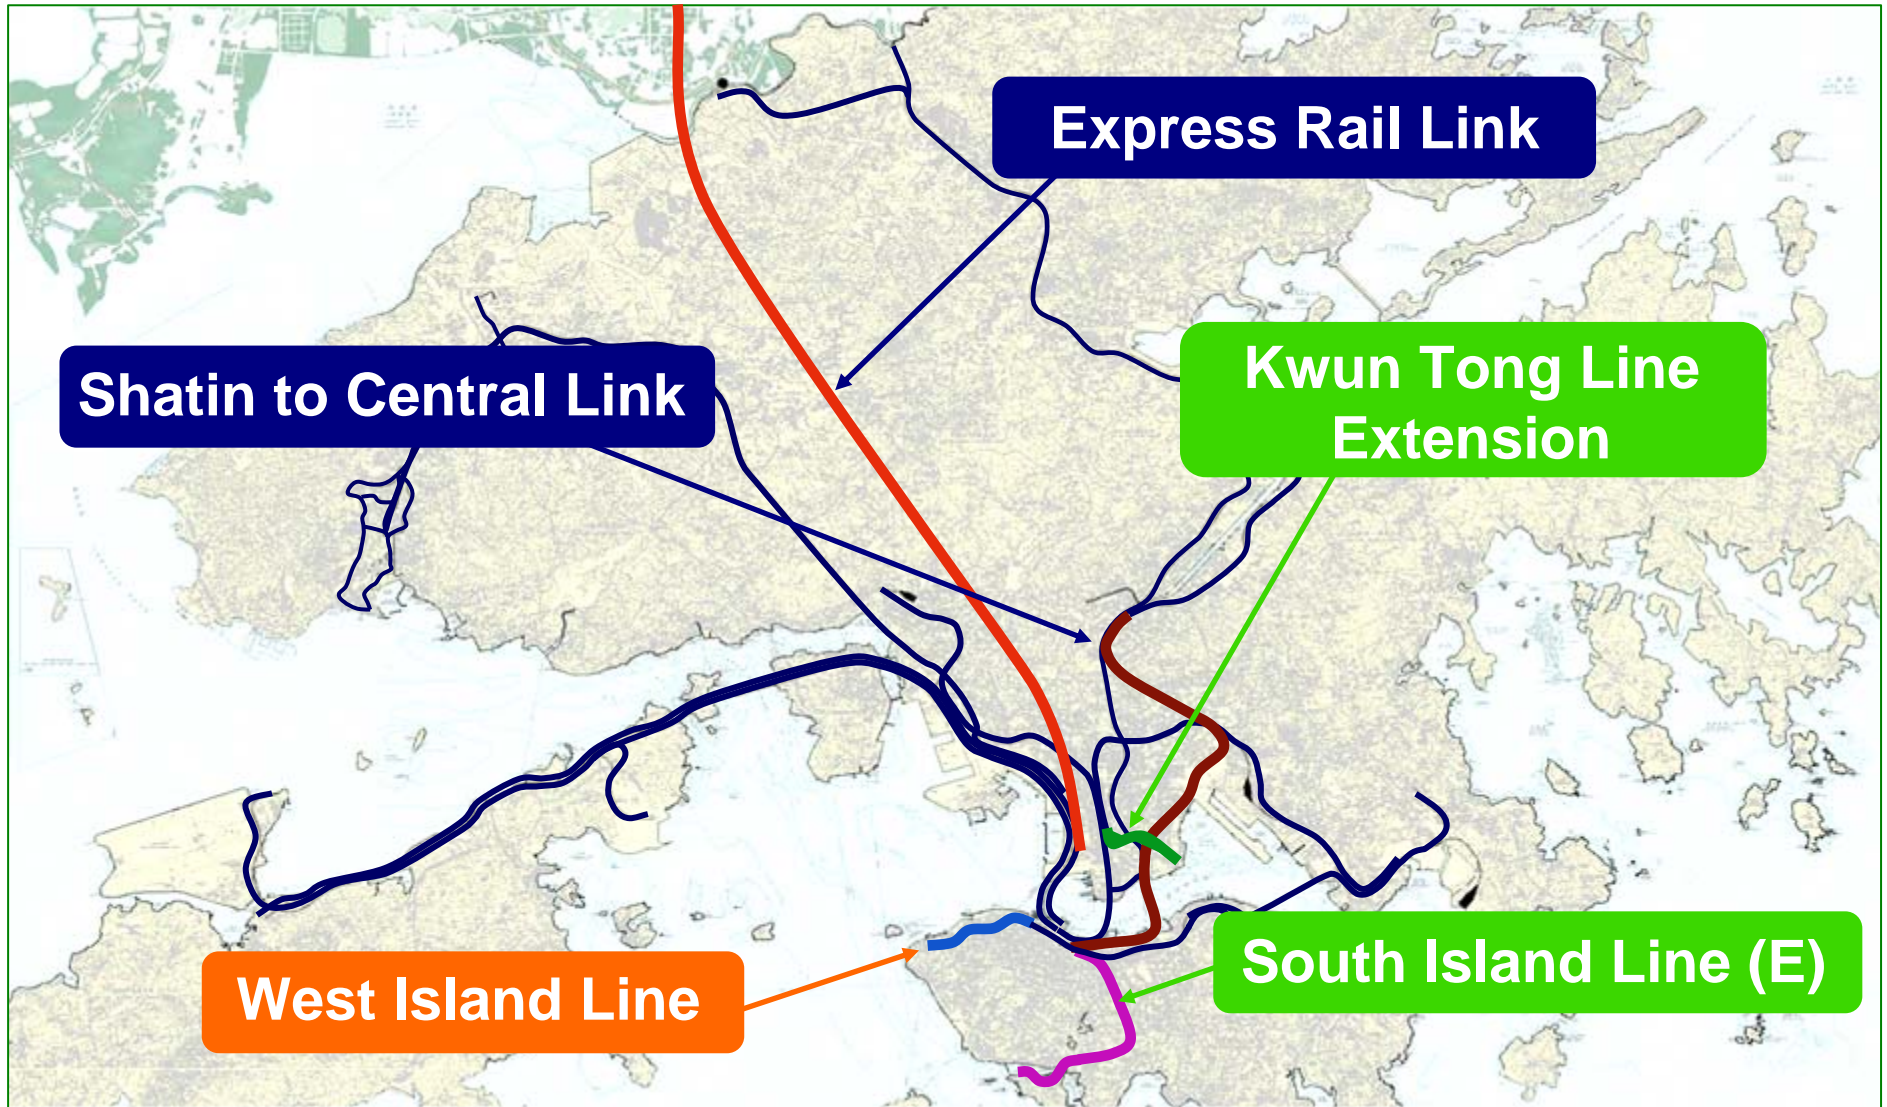 Express Rail Link
Kwun Tong Line
Extension
Shatin to Central Link
South Island Line (E)
West Island Line